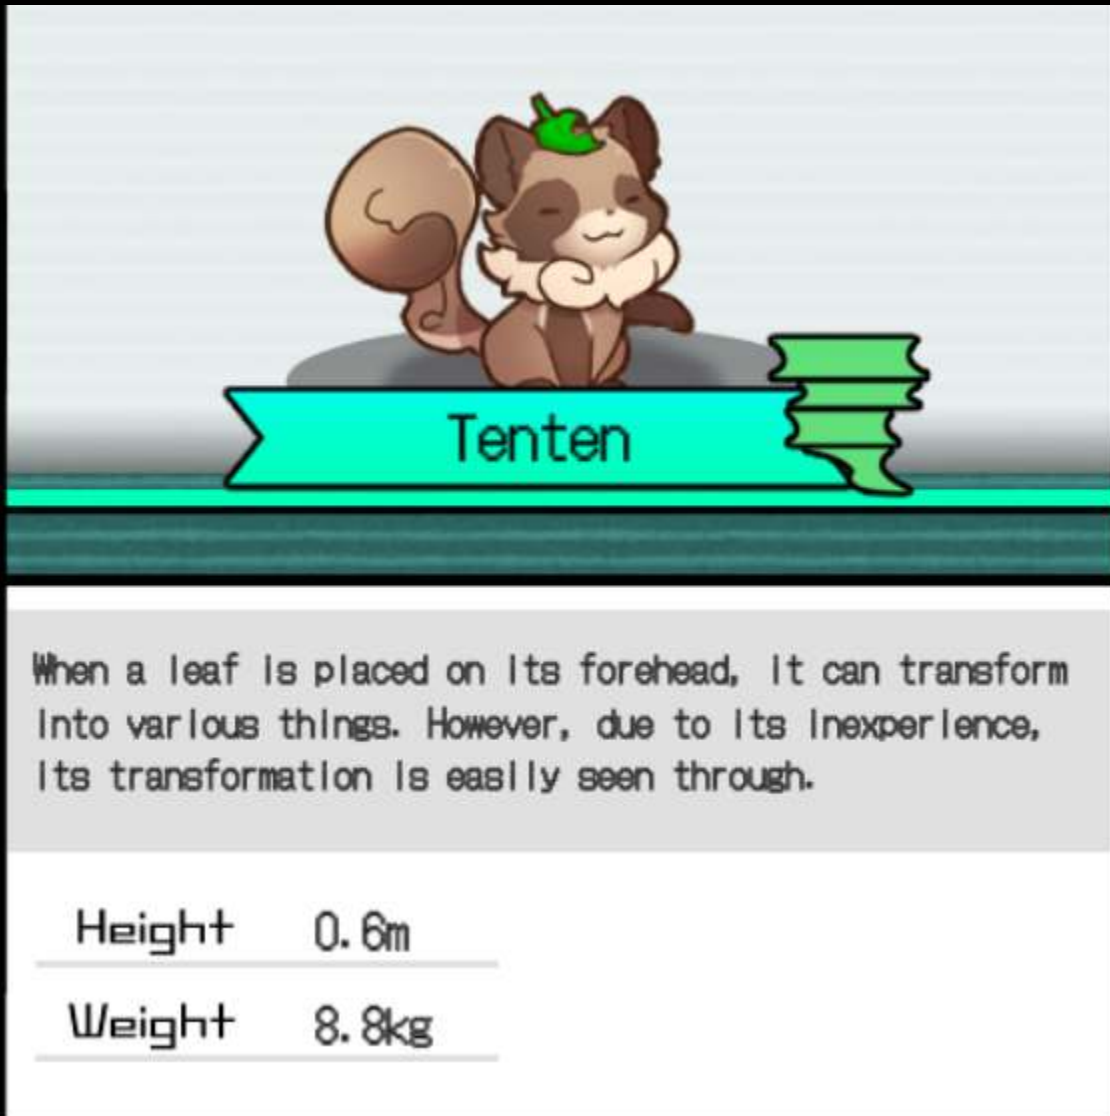 Tenten
When a leaf is placed on its forehead, it can transform
into various things. However, due to its inexperience,
its transformation is easily seen through.
Height 0.6m
Weight 8.8kg